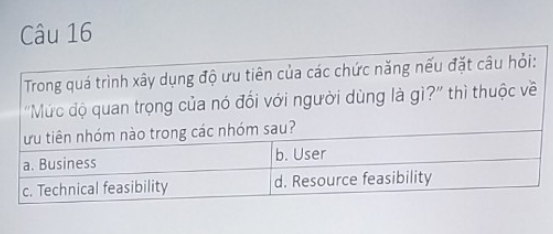 Câu 16
Trong quá trình xây dụng độ ưu tiên của các chức năng nếu đặt câu hỏi:
"Mức độ quan trọng của nó đối với người dùng là gì?" thì thuộc về
ưu tiên nhóm nào trong các nhóm sau?
a. Business
b. User
c. Technical feasibility
d. Resource feasibility